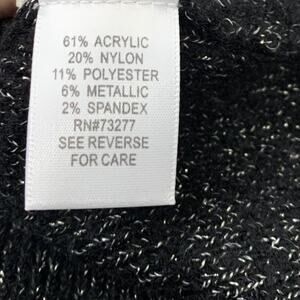 61% ACRYLIC
20% NYLON
11% POLYESTER
6% METALLIC
2% SPANDEX
RN#73277
SEE REVERSE
FOR CARE